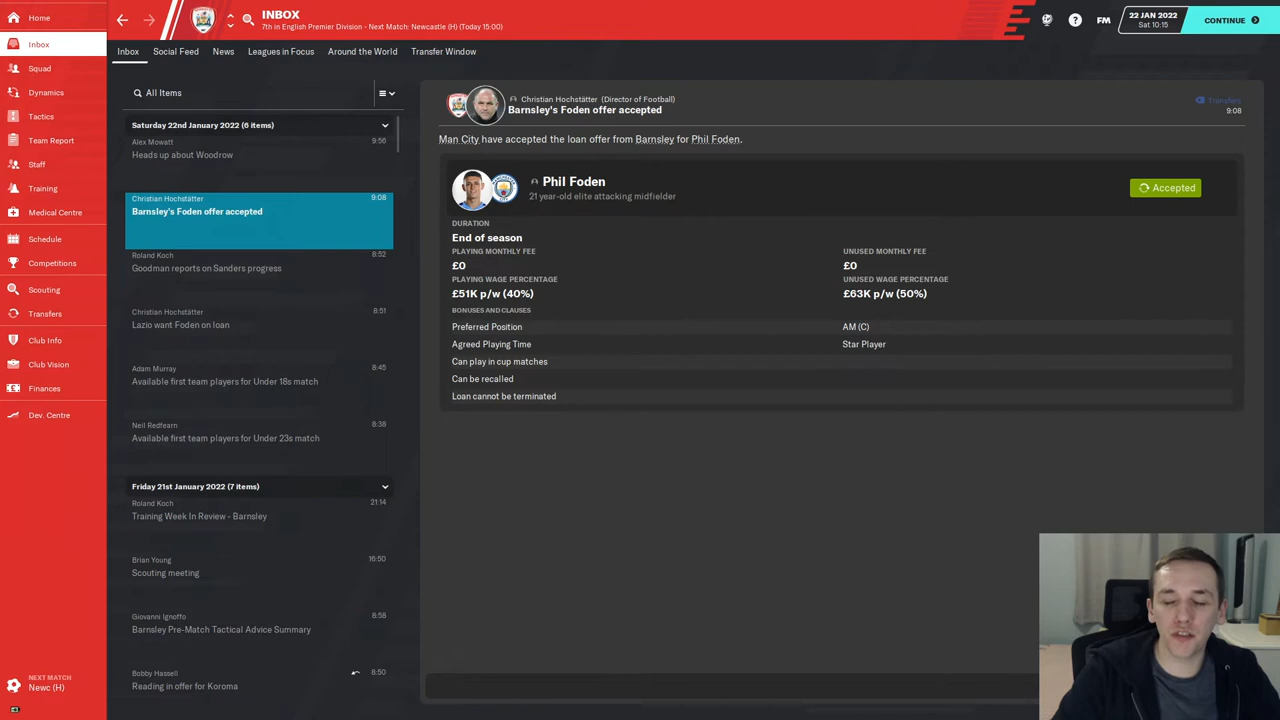 Home
Inbox
Squad
Dynamics
Tactics
Team Report
Staff
Training
Medical Centre
Schedule
Competitions
Scouting
Transfers
Club Info
Club Vision
Finances
Dev. Centre
NEXT MATCH
Newc (H)
INBOX
7th in English Premier Division - Next Match: Newcastle (H) (Today 15:00)
FM
22 JAN 2022
Sat 10:15
CONTINUE
Inbox Social Feed News Leagues in Focus Around the World Transfer Window
All Items
Saturday 22nd January 2022 (6 items)
Alex Mowatt 9:56
Heads up about Woodrow
Christian Hochstätter 9:08
Barnsley's Foden offer accepted
Roland Koch 8:52
Goodman reports on Sanders progress
Christian Hochstätter 8:51
Lazio want Foden on loan
Adam Murray 8:45
Available first team players for Under 18s match
Neil Redfearn 8:38
Available first team players for Under 23s match
Friday 21st January 2022 (7 items)
Roland Koch 21:14
Training Week In Review - Barnsley
Brian Young 16:50
Scouting meeting
Giovanni Ignoffo 8:58
Barnsley Pre-Match Tactical Advice Summary
Bobby Hassell 8:50
Reading in offer for Koroma
Christian Hochstätter (Director of Football)
Barnsley's Foden offer accepted
Transfers
9:08
Man City have accepted the loan offer from Barnsley for Phil Foden.
Phil Foden
21 year-old elite attacking midfielder
Accepted
DURATION
End of season
PLAYING MONTHLY FEE UNUSED MONTHLY FEE
£0 £0
PLAYING WAGE PERCENTAGE UNUSED WAGE PERCENTAGE
£51K p/w (40%) £63K p/w (50%)
BONUSES AND CLAUSES
Preferred Position AM (C)
Agreed Playing Time Star Player
Can play in cup matches
Can be recalled
Loan cannot be terminated